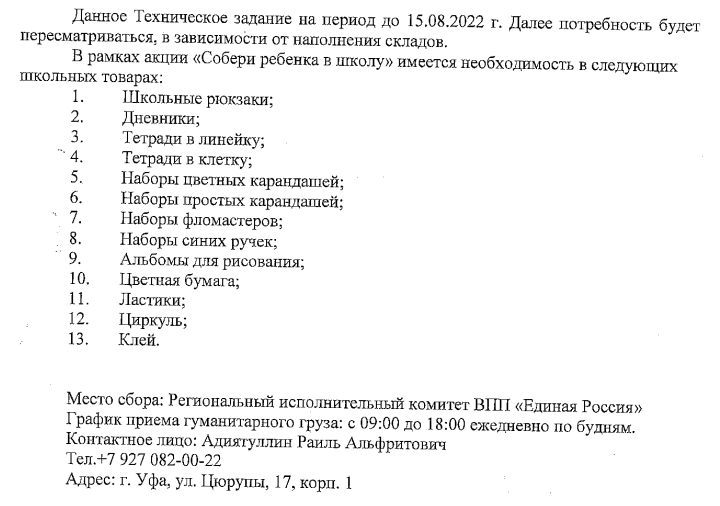 Данное Техническое задание на период до 15.08.2022 г. Далее потребность будет
пересматриваться, в зависимости от наполнения складов.
В рамках акции «Собери ребенка в школу» имеется необходимость в следующих
школьных товарах:
1. Школьные рюкзаки;
2. Дневники;
3. Тетради в линейку;
4. Тетради в клетку;
5. Наборы цветных карандашей;
6. Наборы простых карандашей;
7. Наборы фломастеров;
8. Наборы синих ручек;
9. Альбомы для рисования;
10. Цветная бумага;
11. Ластики;
12. Циркуль;
13. Клей.
Место сбора: Региональный исполнительный комитет ВПП «Единая Россия»
График приема гуманитарного груза: с 09:00 до 18:00 ежедневно по будням.
Контактное лицо: Адиятуллин Раиль Альфритович
Тел.+7 927 082-00-22
Адрес: г. Уфа, ул. Цюрупы, 17, корп. 1